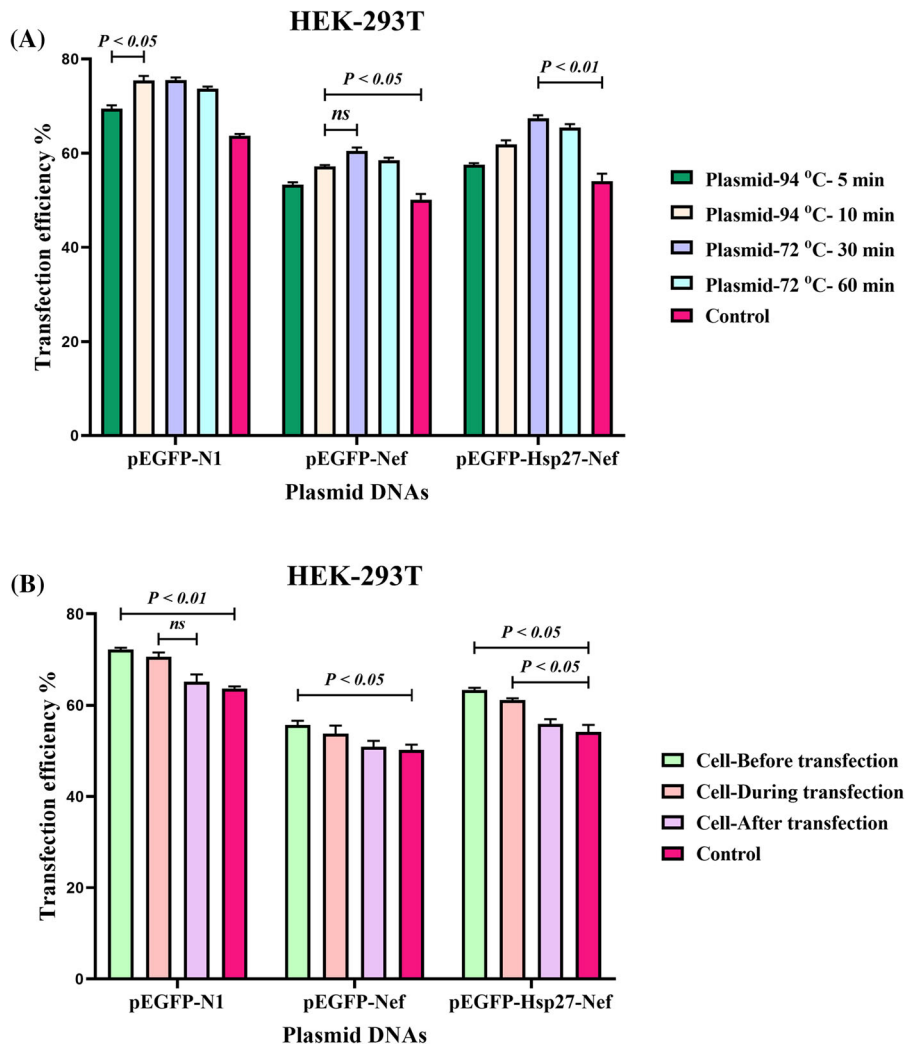 (A)
HEK-293T
P < 0.05
P < 0.05
P < 0.01
ns
80
60
40
20
0
Transfection efficiency %
pEGFP-N1
pEGFP-Nef
pEGFP-Hsp27-Nef
Plasmid DNAs
Plasmid-94 °C- 5 min
Plasmid-94 °C- 10 min
Plasmid-72 °C- 30 min
Plasmid-72 °C- 60 min
Control
(B)
HEK-293T
P < 0.01
ns
P < 0.05
P < 0.05
P < 0.05
80
60
40
20
0
Transfection efficiency %
pEGFP-N1
pEGFP-Nef
pEGFP-Hsp27-Nef
Plasmid DNAs
Cell-Before transfection
Cell-During transfection
Cell-After transfection
Control